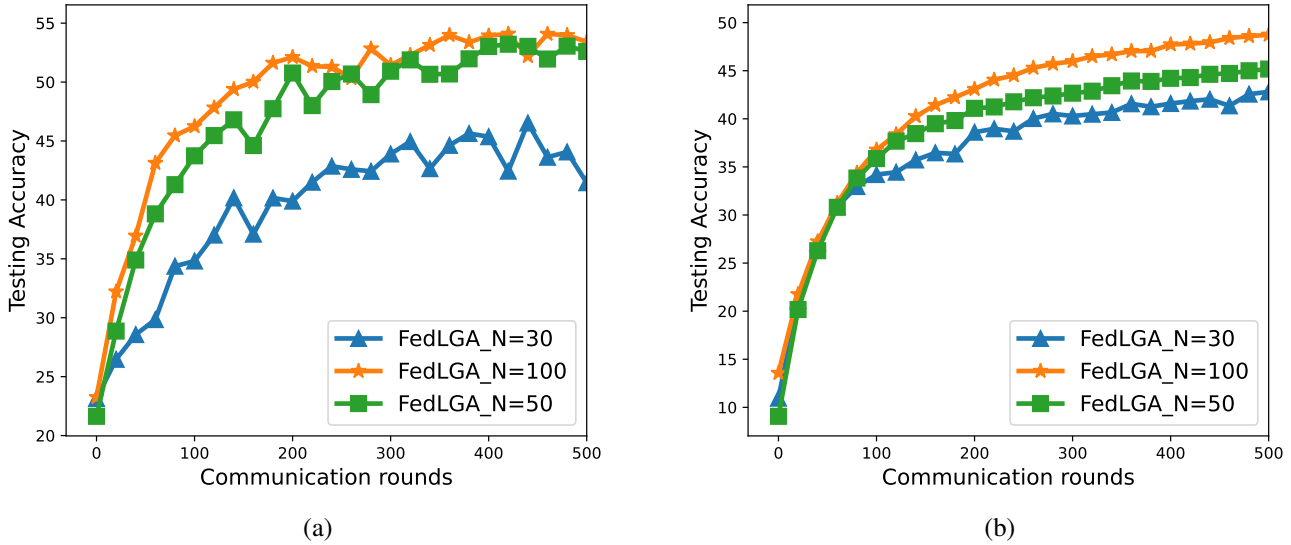 55
50
45
40
35
30
25
20
Testing Accuracy
0
100
200
300
400
500
Communication rounds
FedLGA_N=30
FedLGA_N=100
FedLGA_N=50
(a)
50
45
40
35
30
25
20
15
10
Testing Accuracy
0
100
200
300
400
500
Communication rounds
FedLGA_N=30
FedLGA_N=100
FedLGA_N=50
(b)